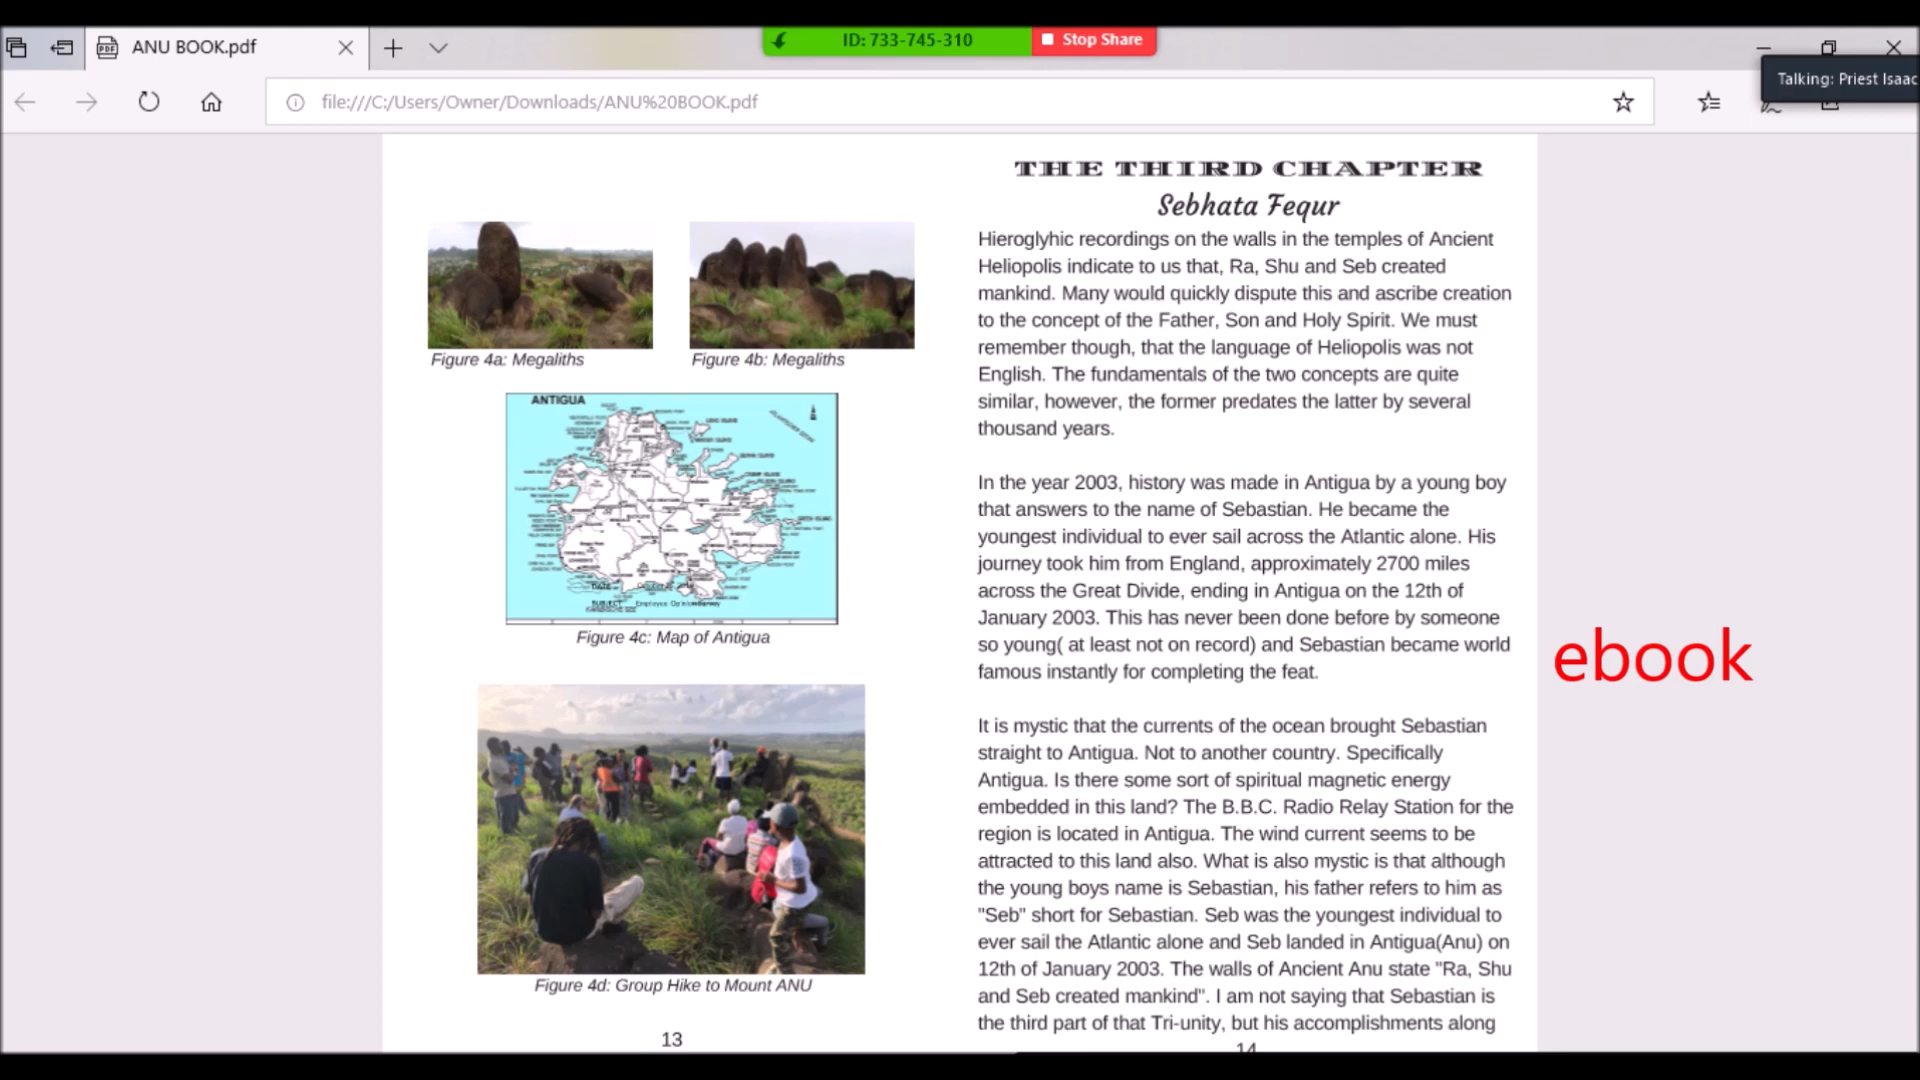 ANU BOOK.pdf
ID: 733-745-310
Stop Share
Talking: Priest Isaac
file:///C:/Users/Owner/Downloads/ANU%20BOOK.pdf
Figure 4a: Megaliths
Figure 4b: Megaliths
ANTIGUA
Figure 4c: Map of Antigua
Figure 4d: Group Hike to Mount ANU
13
THE THIRD CHAPTER
Sebhata Fequr
Hieroglyhic recordings on the walls in the temples of Ancient
Heliopolis indicate to us that, Ra, Shu and Seb created
mankind. Many would quickly dispute this and ascribe creation
to the concept of the Father, Son and Holy Spirit. We must
remember though, that the language of Heliopolis was not
English. The fundamentals of the two concepts are quite
similar, however, the former predates the latter by several
thousand years.
In the year 2003, history was made in Antigua by a young boy
that answers to the name of Sebastian. He became the
youngest individual to ever sail across the Atlantic alone. His
journey took him from England, approximately 2700 miles
across the Great Divide, ending in Antigua on the 12th of
January 2003. This has never been done before by someone
so young( at least not on record) and Sebastian became world
famous instantly for completing the feat.
It is mystic that the currents of the ocean brought Sebastian
straight to Antigua. Not to another country. Specifically
Antigua. Is there some sort of spiritual magnetic energy
embedded in this land? The B.B.C. Radio Relay Station for the
region is located in Antigua. The wind current seems to be
attracted to this land also. What is also mystic is that although
the young boys name is Sebastian, his father refers to him as
"Seb" short for Sebastian. Seb was the youngest individual to
ever sail the Atlantic alone and Seb landed in Antigua(Anu) on
12th of January 2003. The walls of Ancient Anu state "Ra, Shu
and Seb created mankind". I am not saying that Sebastian is
the third part of that Tri-unity, but his accomplishments along
14
ebook